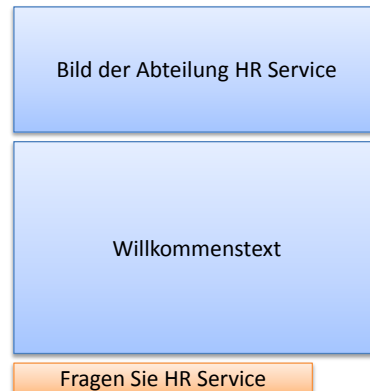 Bild der Abteilung HR Service
Willkommenstext
Fragen Sie HR Service